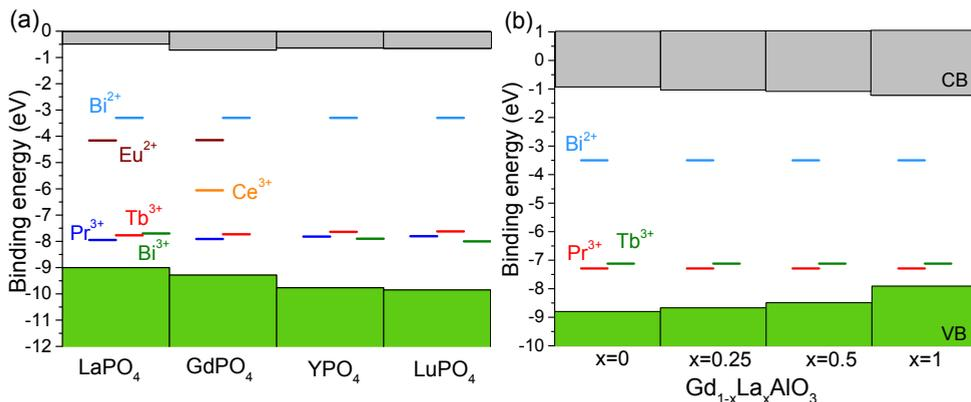 (a)
Binding energy (eV)
0
-1
-2
-3
-4
-5
-6
-7
-8
-9
-10
-11
-12
Bi²⁺
Eu²⁺
Ce³⁺
Tb³⁺
Pr³⁺
Bi³⁺
LaPO₄ GdPO₄ YPO₄ LuPO₄
(b)
Binding energy (eV)
1
0
-1
-2
-3
-4
-5
-6
-7
-8
-9
-10
CB
Bi²⁺
Tb³⁺
Pr³⁺
VB
x=0 x=0.25 x=0.5 x=1
Gd₁₋ₓLaₓAlO₃